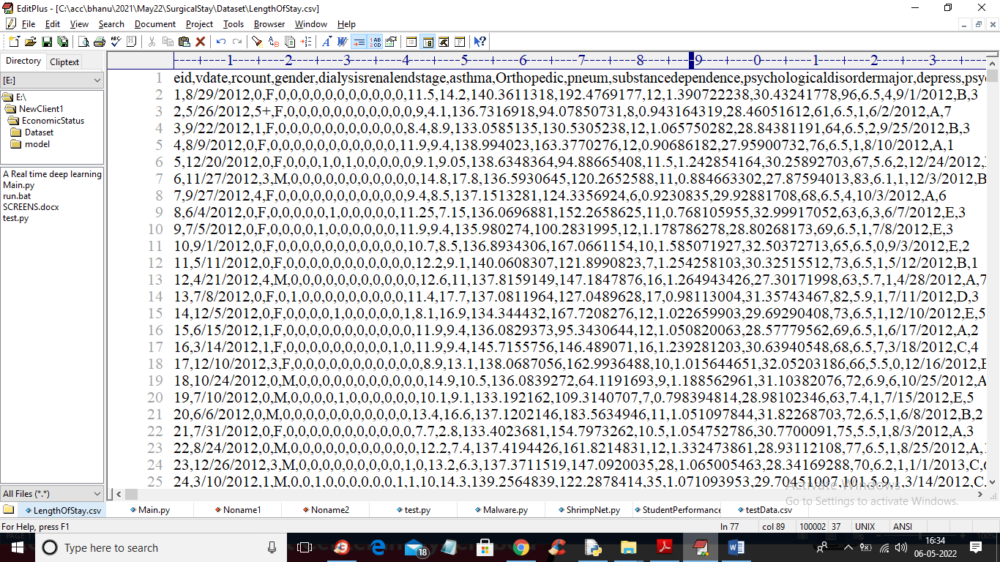 EditPlus - [C:\acc\bhanu\2021\May22\SurgicalStay\Dataset\LengthOfStay.csv]
File Edit View Search Document Project Tools Browser Window Help
Directory Cliptext
[E:]
E:\
NewClient1
EconomicStatus
Dataset
model
A Real time deep learning
Main.py
run.bat
SCREENS.docx
test.py
All Files (*.*)
----+----1----+----2----+----3----+----4----+----5----+----6----+----7----+----8----+----9----+----0----+----1----+----2----+----3----+---
1 eid,vdate,rcount,gender,dialysisrenalendstage,asthma,Orthopedic,pneum,substancedependence,psychologicaldisordermajor,depress,psy
2 1,8/29/2012,0,F,0,0,0,0,0,0,0,0,0,0,0,11.5,14.2,140.3611318,192.4769177,12,1.390722238,30.43241778,96,6.5,4,9/1/2012,B,3
3 2,5/26/2012,5+,F,0,0,0,0,0,0,0,0,0,0,0,9,4.1,136.7316918,94.07850731,8,0.943164319,28.46051612,61,6.5,1,6/2/2012,A,7
4 3,9/22/2012,1,F,0,0,0,0,0,0,0,0,0,0,0,8.4,8.9,133.0585135,130.5305238,12,1.065750282,28.84381191,64,6.5,2,9/25/2012,B,3
5 4,8/9/2012,0,F,0,0,0,0,0,0,0,0,0,0,0,11.9,9.4,138.994023,163.3770276,12,0.90686182,27.95900732,76,6.5,1,8/10/2012,A,1
6 5,12/20/2012,0,F,0,0,0,1,0,1,0,0,0,0,0,9.1,9.05,138.6348364,94.88665408,11.5,1.242854164,30.25892703,67,5.6,2,12/24/2012,
7 6,11/27/2012,3,M,0,0,0,0,0,0,0,0,0,0,0,14.8,17.8,136.5930645,120.2652588,11,0.884663302,27.87594013,83,6.1,1,12/3/2012,B
8 7,9/27/2012,4,F,0,0,0,0,0,0,0,0,0,0,0,9.4,8.5,137.1513281,124.3356924,6,0.9230835,29.92881708,68,6.5,4,10/3/2012,A,6
9 8,6/4/2012,0,F,0,0,0,0,0,1,0,0,0,0,0,11.25,7.15,136.0696881,152.2658625,11,0.768105955,32.99917052,63,6,3,6/7/2012,E,3
10 9,7/5/2012,0,F,0,0,0,0,1,0,0,0,0,0,0,11.9,9.4,135.980274,100.2831995,12,1.178786278,28.80268173,69,6.5,1,7/8/2012,E,3
11 10,9/1/2012,0,F,0,0,0,0,0,0,0,0,0,0,0,10.7,8.5,136.8934306,167.0661154,10,1.585071927,32.50372713,65,6.5,0,9/3/2012,E,2
12 11,5/11/2012,0,F,0,0,0,0,0,0,0,0,0,0,0,12.2,9.1,140.0608307,121.8990823,7,1.254258103,30.32515512,73,6.5,1,5/12/2012,B,1
13 12,4/21/2012,4,M,0,0,0,0,0,0,0,0,0,0,0,12.6,11,137.8159149,147.1847876,16,1.264943426,27.30171998,63,5.7,1,4/28/2012,A,7
14 13,7/8/2012,0,F,0,1,0,0,0,0,0,0,0,0,0,11.4,17.7,137.0811964,127.0489628,17,0.98113004,31.35743467,82,5.9,1,7/11/2012,D,3
15 14,12/5/2012,0,F,0,0,0,0,1,0,0,0,0,0,1,8.1,16.9,134.344432,167.7208276,12,1.022659903,29.69290408,73,6.5,1,12/10/2012,E,5
16 15,6/15/2012,1,F,0,0,0,0,0,0,0,0,0,0,0,11.9,9.4,136.0829373,95.3430644,12,1.050820063,28.57779562,69,6.5,1,6/17/2012,A,2
17 16,3/14/2012,1,F,0,0,0,0,0,0,0,0,0,1,0,11.9,9.4,145.7155756,146.489071,16,1.239281203,30.63940548,68,6.5,7,3/18/2012,C,4
18 17,12/10/2012,3,F,0,0,0,0,0,0,0,0,0,0,0,8.9,13.1,138.0687056,162.9936488,10,1.015644651,32.05203186,66,5.5,0,12/16/2012,
19 18,10/24/2012,0,M,0,0,0,0,0,0,0,0,0,0,0,14.9,10.5,136.0839272,64.1191693,9,1.188562961,31.10382076,72,6.9,6,10/25/2012,A
20 19,7/10/2012,0,M,0,0,0,0,1,0,0,0,0,0,0,10.1,9.1,133.192162,109.3140707,7,0.798394814,28.98102346,63,7.4,1,7/15/2012,E,5
21 20,6/6/2012,0,M,0,0,0,0,0,0,0,0,0,0,0,13.4,16.6,137.1202146,183.5634946,11,1.051097844,31.82268703,72,6.5,1,6/8/2012,B,2
22 21,7/31/2012,0,F,0,0,0,0,0,0,0,0,0,0,0,7.7,2.8,133.4023681,154.7973262,10.5,1.054752786,30.7700091,75,5.5,1,8/3/2012,A,3
23 22,8/24/2012,0,M,0,0,0,0,0,0,0,0,0,0,0,12.2,7.4,137.4194426,161.8214831,12,1.332473861,28.93112108,77,6.5,1,8/25/2012,A,
24 23,12/26/2012,3,M,0,0,0,0,0,0,0,0,0,1,0,13.2,6.3,137.3711519,147.0920035,28,1.065005463,28.34169288,70,6.2,1,1/1/2013,C,
25 24,3/10/2012,1,M,0,0,1,0,0,0,0,0,0,1,1,10,14.3,139.2564839,122.2878414,35,1.071093953,29.70451007,101,5.9,1,3/14/2012,C
Activate Windows
Go to Settings to activate Windows.
LengthOfStay.csv Main.py Noname1 Noname2 test.py Malware.py ShrimpNet.py StudentPerformanc testData.csv
For Help, press F1 ln 77 col 89 100002 37 UNIX ANSI
Type here to search
18
16:34
06-05-2022